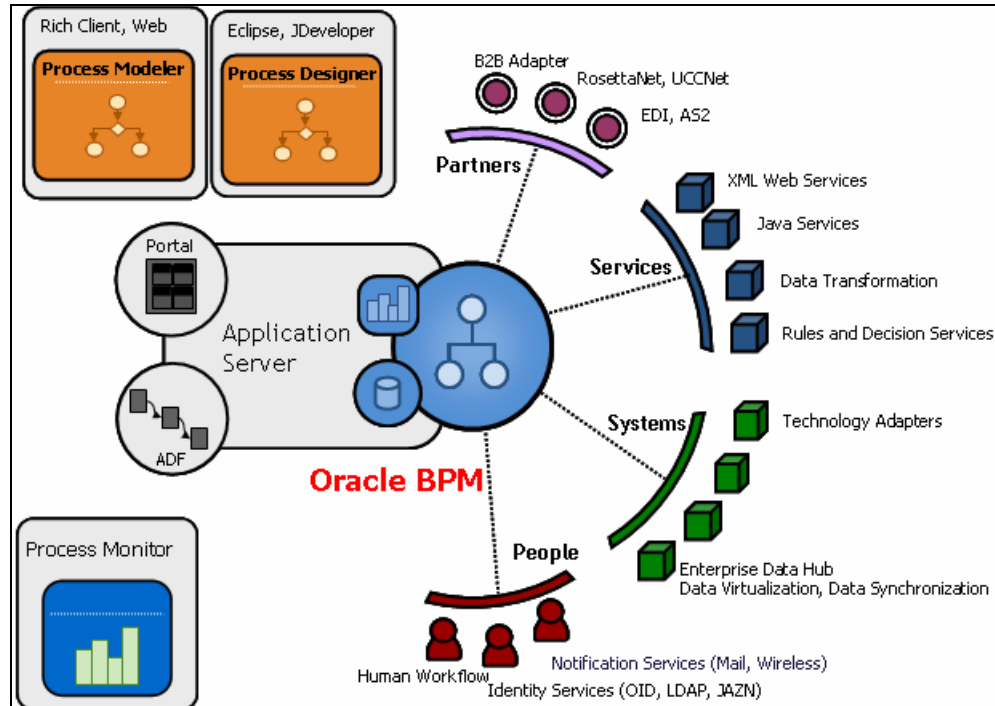 Rich Client, Web
Process Modeler
Eclipse, JDeveloper
Process Designer
B2B Adapter
RosettaNet, UCCNet
EDI, AS2
Partners
XML Web Services
Java Services
Services
Data Transformation
Rules and Decision Services
Portal
Application
Server
ADF
Oracle BPM
Systems
Technology Adapters
Enterprise Data Hub
Data Virtualization, Data Synchronization
People
Process Monitor
Human Workflow
Notification Services (Mail, Wireless)
Identity Services (OID, LDAP, JAZN)